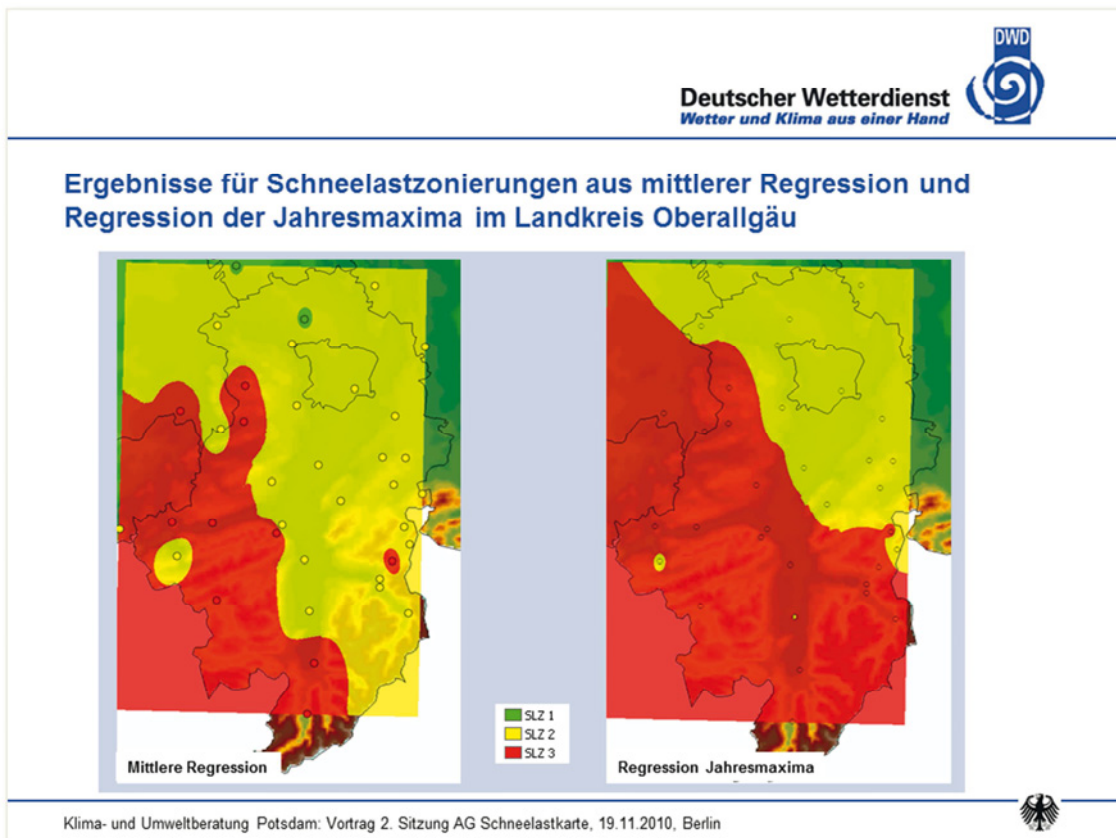 DWD
Deutscher Wetterdienst
Wetter und Klima aus einer Hand
Ergebnisse für Schneelastzonierungen aus mittlerer Regression und
Regression der Jahresmaxima im Landkreis Oberallgäu
SLZ 1
SLZ 2
SLZ 3
Mittlere Regression
Regression Jahresmaxima
Klima- und Umweltberatung Potsdam: Vortrag 2. Sitzung AG Schneelastkarte, 19.11.2010, Berlin